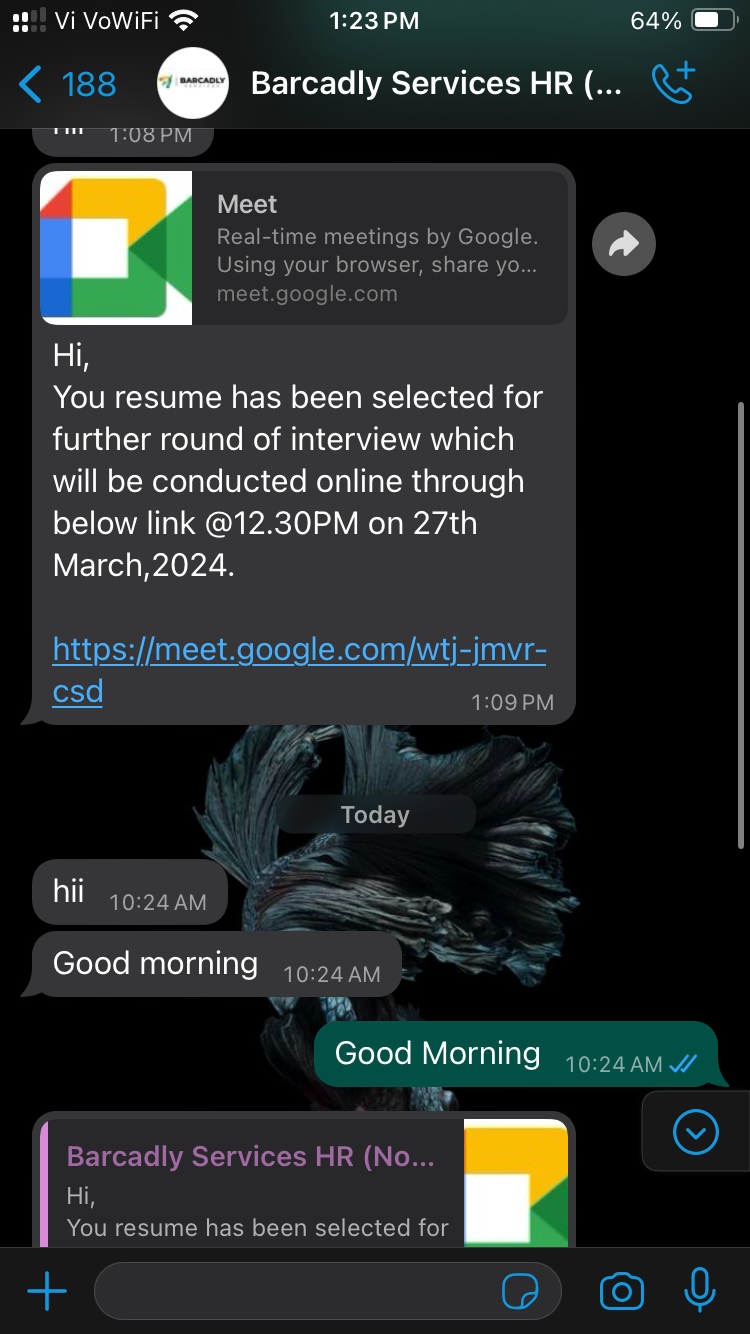 Vi VoWiFi 1:23 PM 64%
188 BARCADLY SERVICES Barcadly Services HR (...
1:08 PM
Meet
Real-time meetings by Google.
Using your browser, share yo...
meet.google.com
Hi,
You resume has been selected for
further round of interview which
will be conducted online through
below link @12.30PM on 27th
March,2024.
https://meet.google.com/wtj-jmvr-
csd 1:09 PM
Today
hii 10:24 AM
Good morning 10:24 AM
Good Morning 10:24 AM
Barcadly Services HR (No...
Hi,
You resume has been selected for